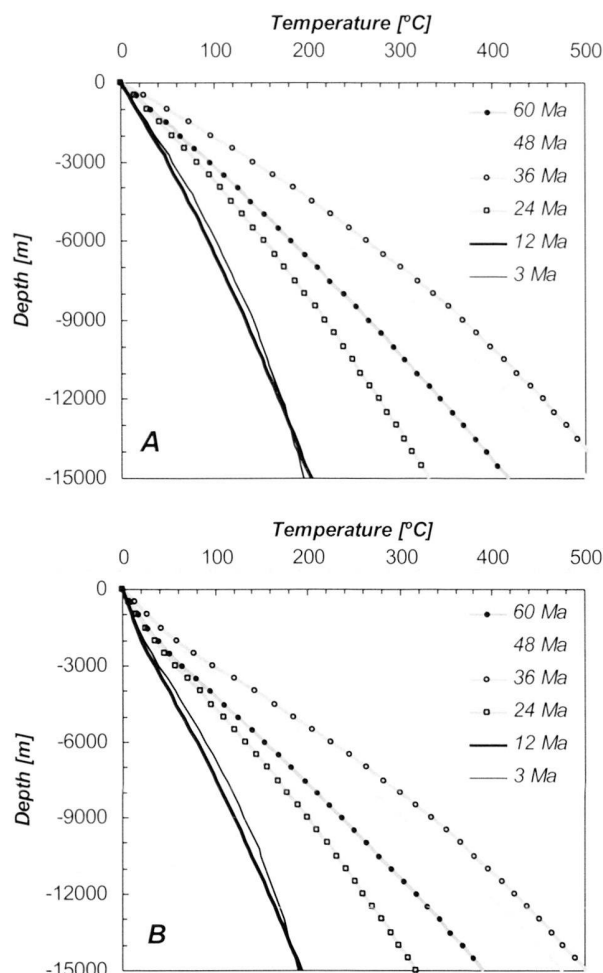 Temperature [°C]
0 100 200 300 400 500
0
-3000
-6000
-9000
-12000
-15000
Depth [m]
60 Ma
48 Ma
36 Ma
24 Ma
12 Ma
3 Ma
A
Temperature [°C]
0 100 200 300 400 500
0
-3000
-6000
-9000
-12000
-15000
Depth [m]
60 Ma
48 Ma
36 Ma
24 Ma
12 Ma
3 Ma
B